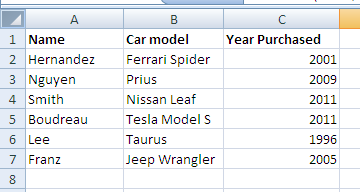 A B C
1 Name Car model Year Purchased
2 Hernandez Ferrari Spider 2001
3 Nguyen Prius 2009
4 Smith Nissan Leaf 2011
5 Boudreau Tesla Model S 2011
6 Lee Taurus 1996
7 Franz Jeep Wrangler 2005
8